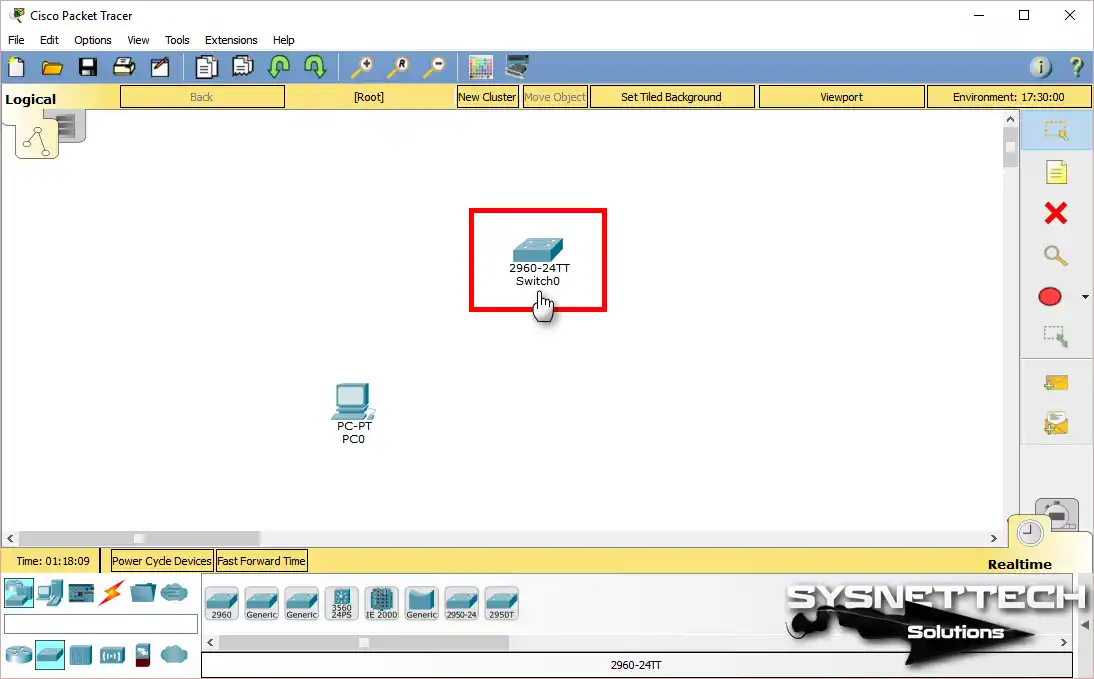 Cisco Packet Tracer
File Edit Options View Tools Extensions Help
R
i ?
Logical Back [Root] New Cluster Move Object Set Tiled Background Viewport Environment: 17:30:00
2960-24TT
Switch0
PC-PT
PC0
Time: 01:18:09 Power Cycle Devices Fast Forward Time
Realtime
2960 Generic Generic 3560 24PS IE 2000 Generic 2950-24 2950T
SYSNETTECH
Solutions
2960-24TT